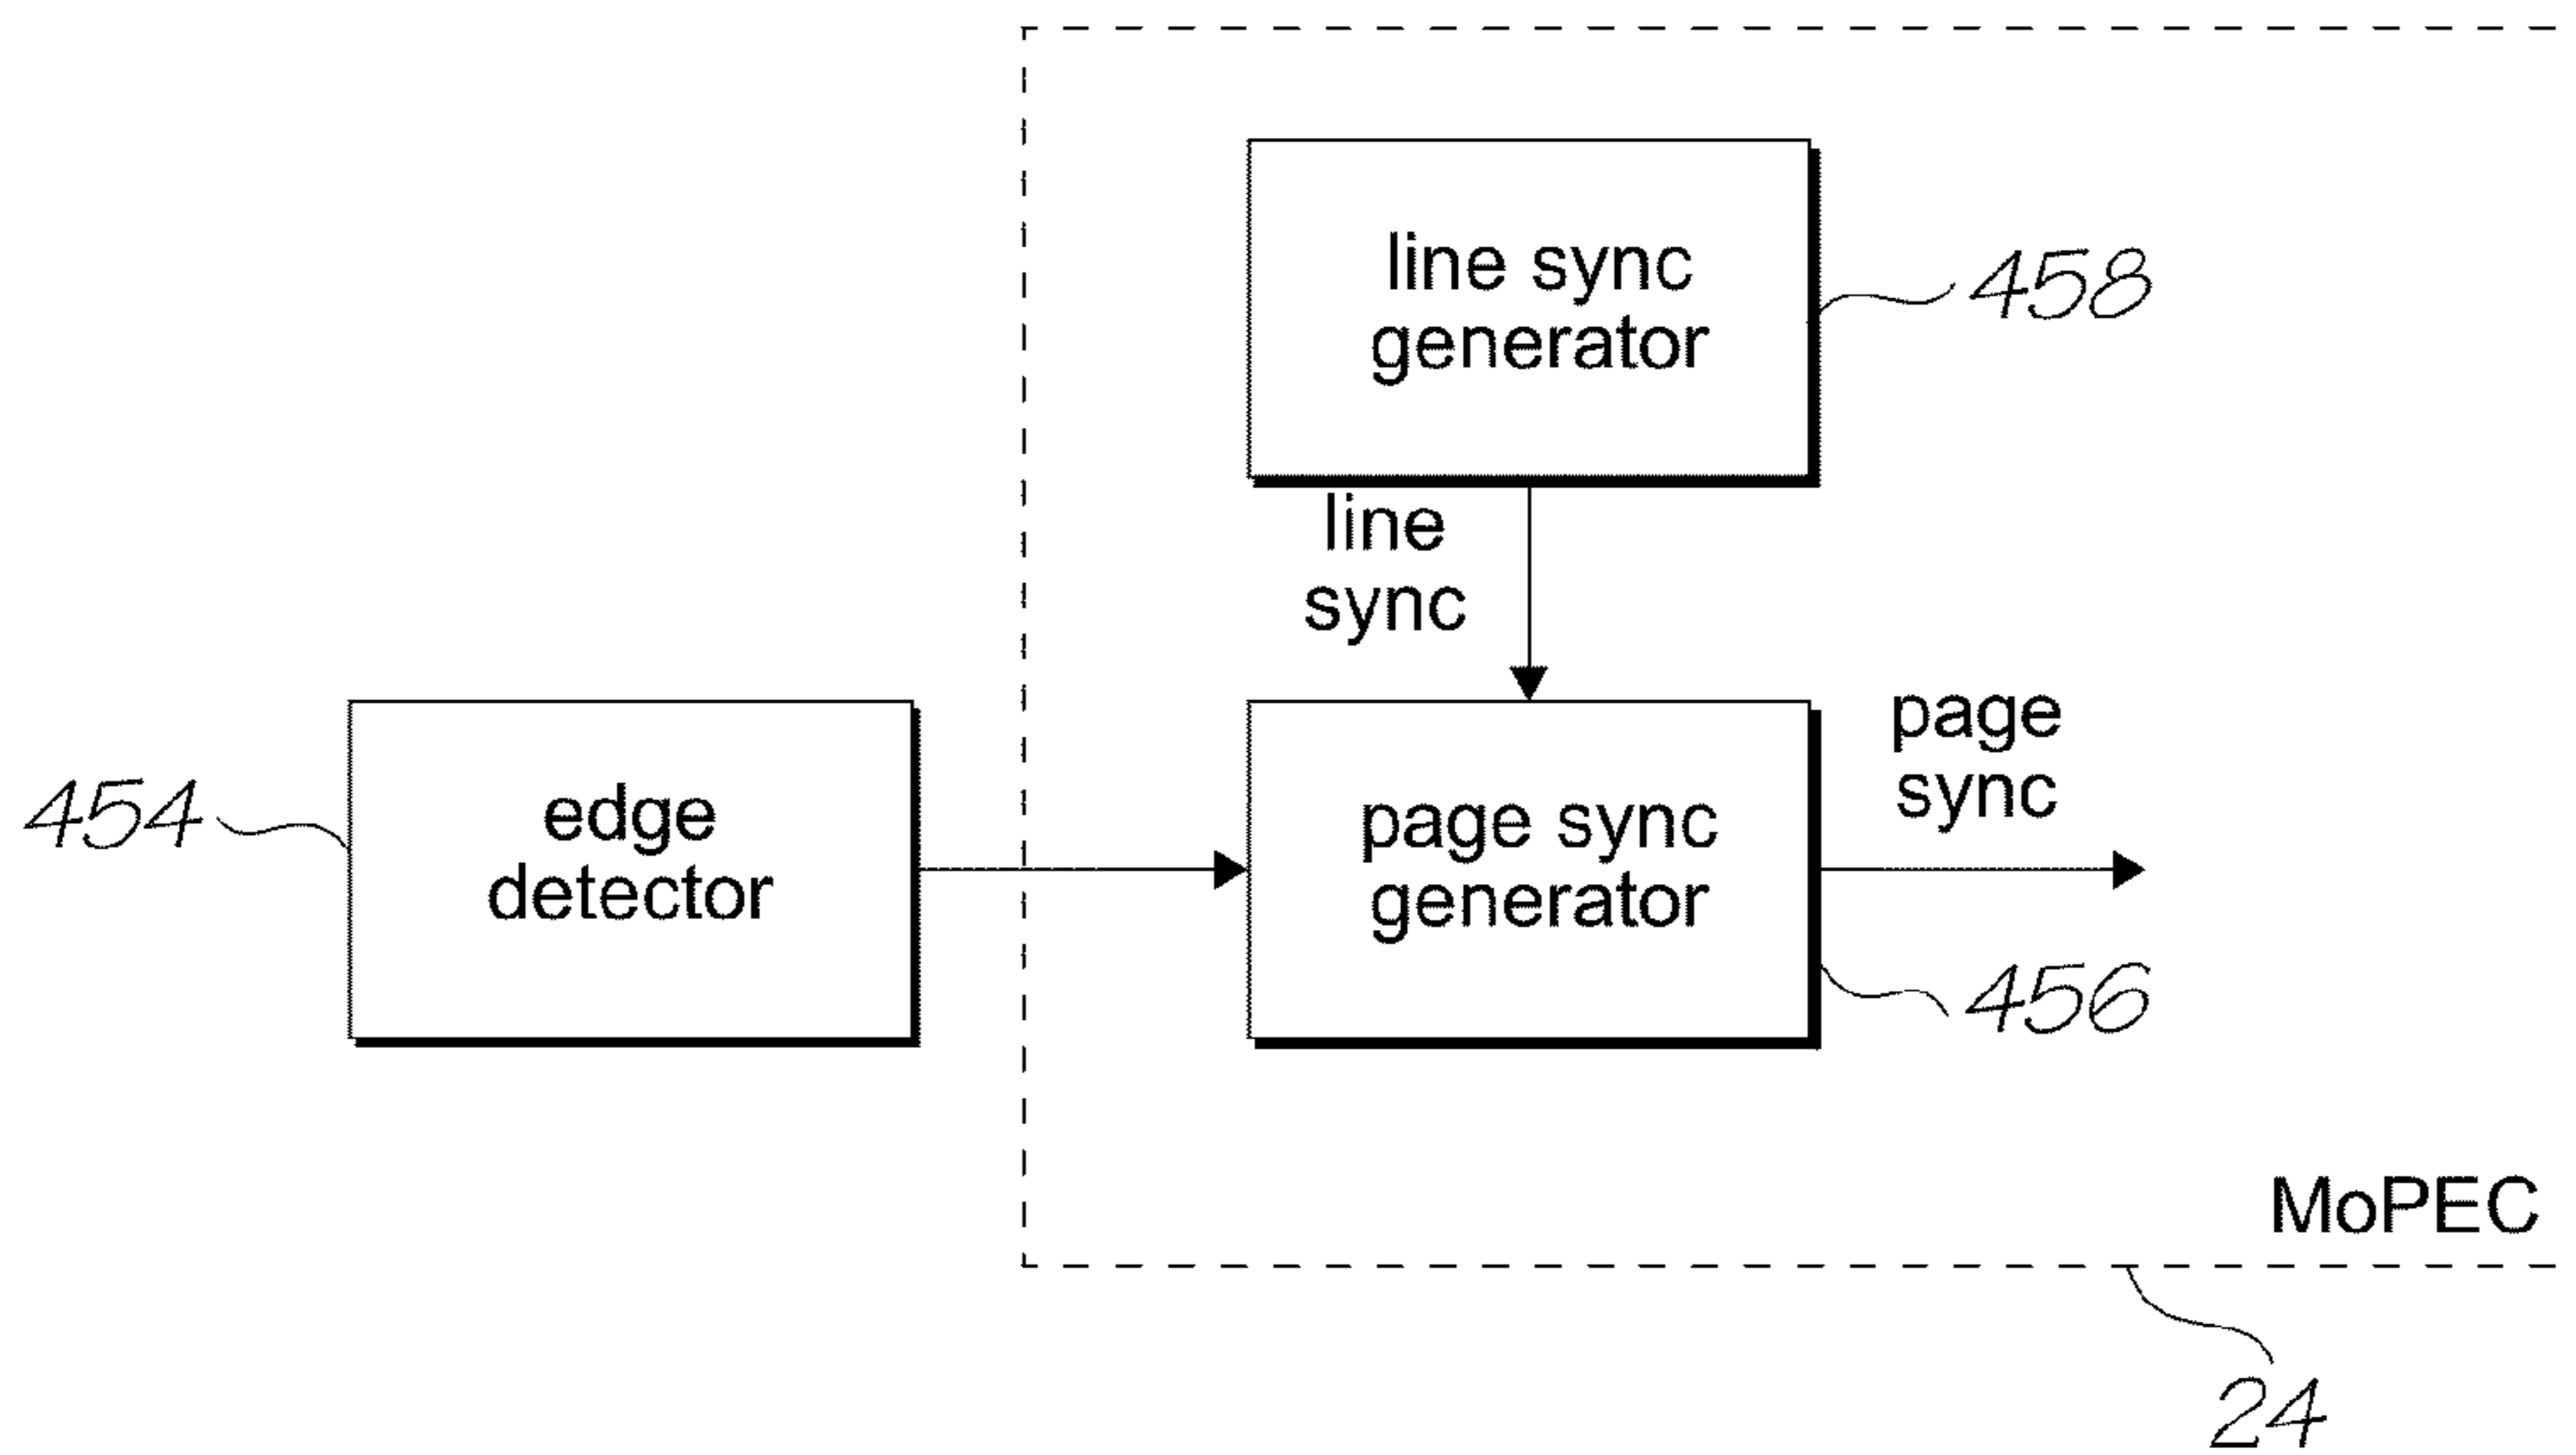 line sync
generator
458
line
sync
454
edge
detector
page sync
generator
page
sync
456
MoPEC
24